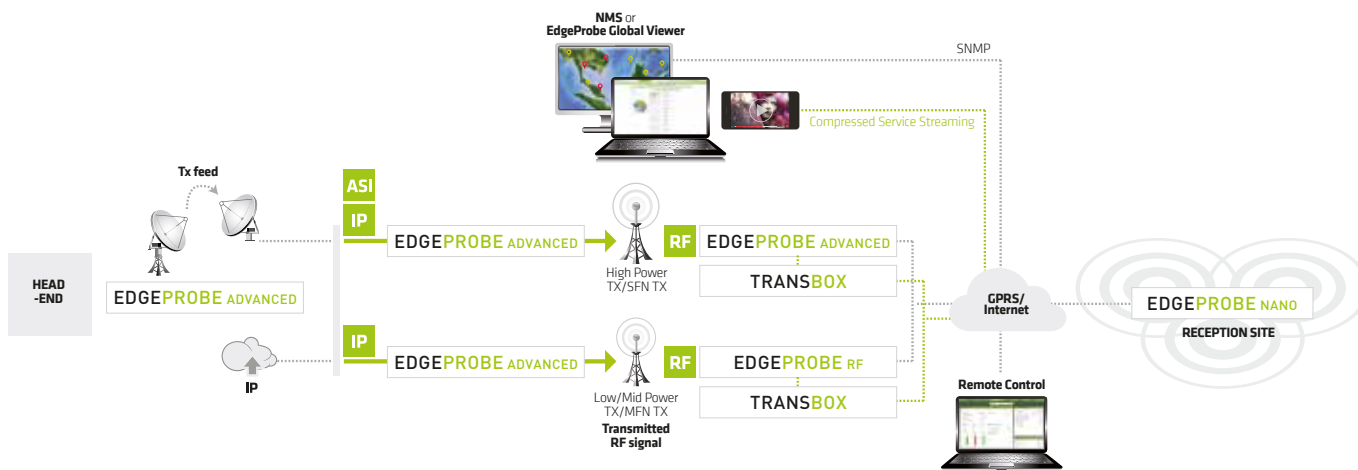 NMS or
EdgeProbe Global Viewer
SNMP
Compressed Service Streaming
Tx feed
ASI
IP
EDGEPROBE ADVANCED
High Power
TX/SFN TX
RF
EDGEPROBE ADVANCED
TRANSBOX
HEAD
-END
EDGEPROBE ADVANCED
GPRS/
Internet
EDGEPROBE NANO
RECEPTION SITE
IP
IP
EDGEPROBE ADVANCED
Low/Mid Power
TX/MFN TX
Transmitted
RF signal
RF
EDGEPROBE RF
TRANSBOX
Remote Control